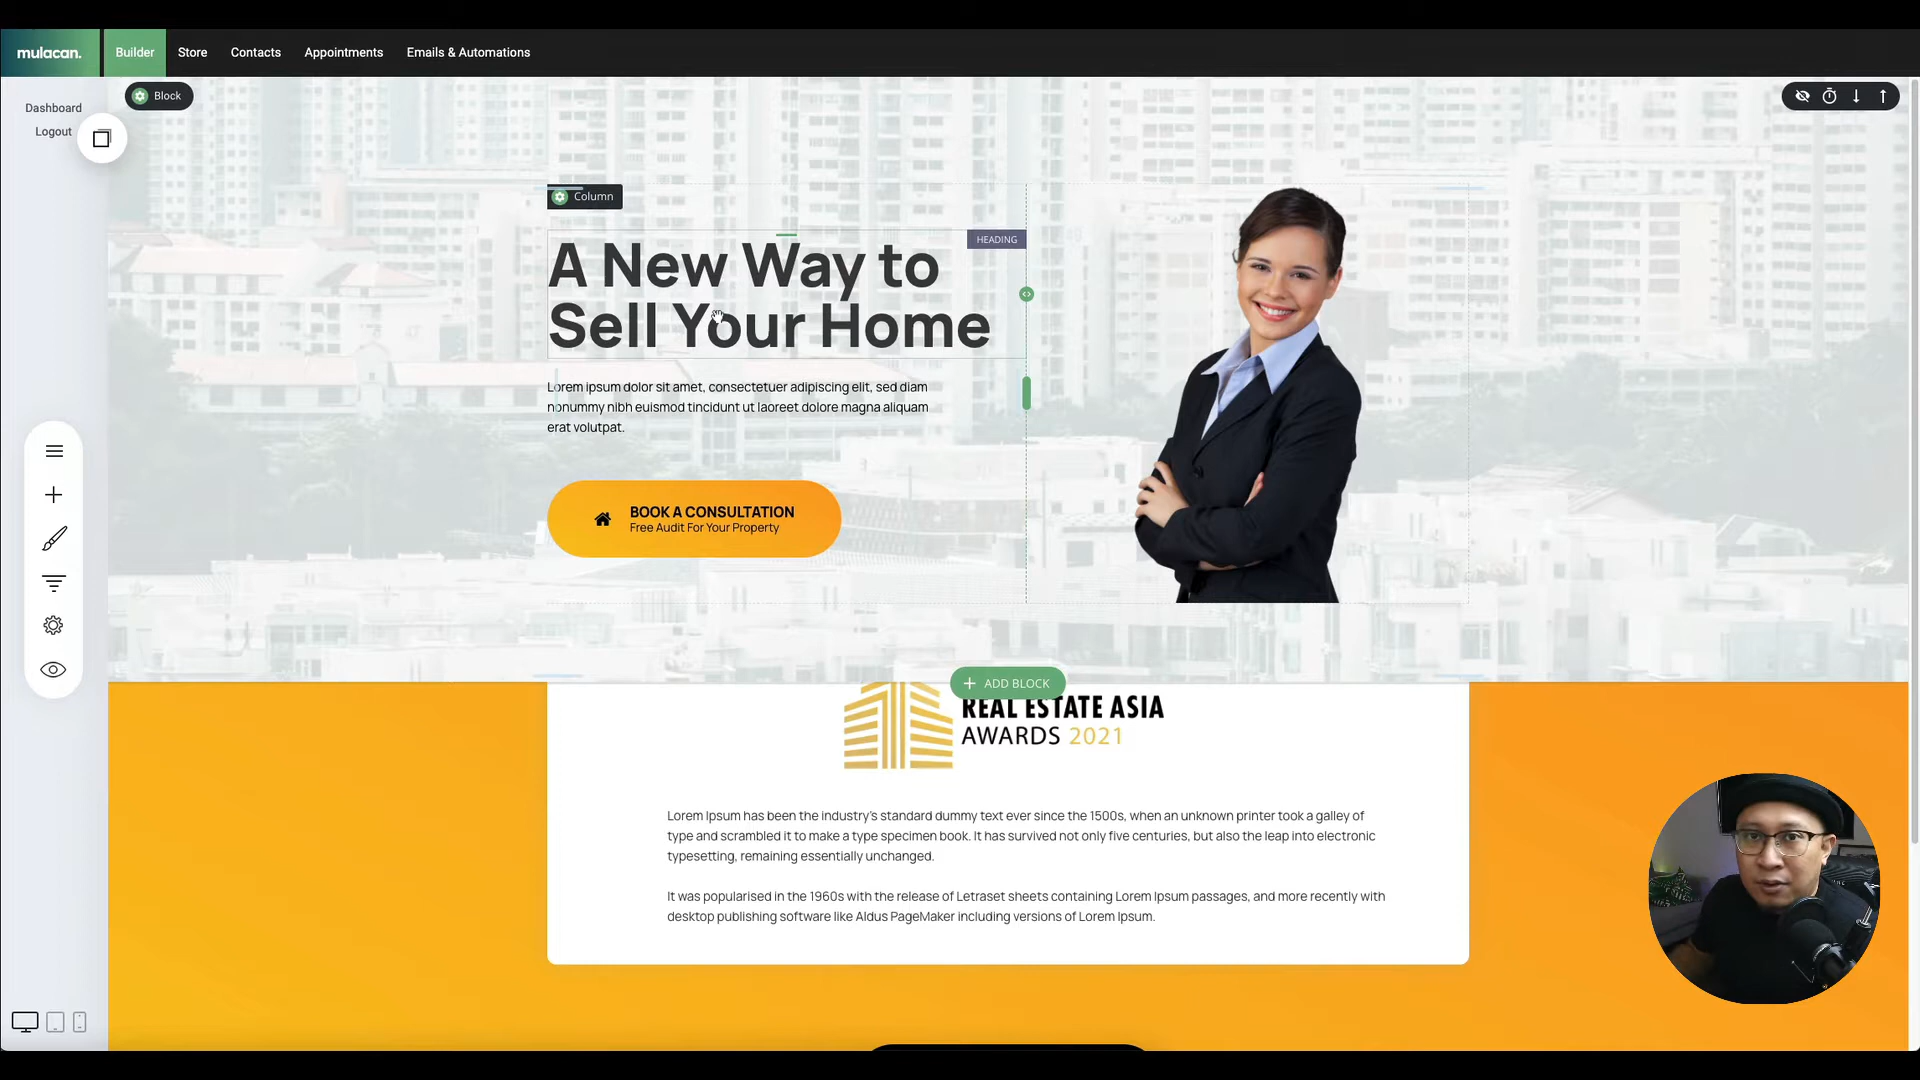 mulacan.
Builder
Store
Contacts
Appointments
Emails & Automations
Dashboard
Logout
Block
Column
HEADING
A New Way to
Sell Your Home
Lorem ipsum dolor sit amet, consectetuer adipiscing elit, sed diam
nonummy nibh euismod tincidunt ut laoreet dolore magna aliquam
erat volutpat.
BOOK A CONSULTATION
Free Audit For Your Property
ADD BLOCK
REAL ESTATE ASIA
AWARDS 2021
Lorem Ipsum has been the industry's standard dummy text ever since the 1500s, when an unknown printer took a galley of
type and scrambled it to make a type specimen book. It has survived not only five centuries, but also the leap into electronic
typesetting, remaining essentially unchanged.
It was popularised in the 1960s with the release of Letraset sheets containing Lorem Ipsum passages, and more recently with
desktop publishing software like Aldus PageMaker including versions of Lorem Ipsum.